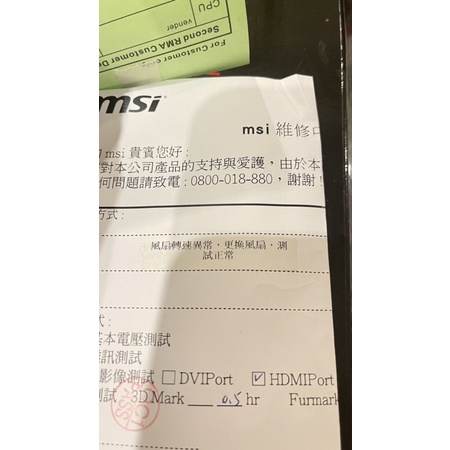 CPU
vender
Second RMA Customer De
For Customer
msi
msi 維修中
msi 貴賓您好：
對本公司產品的支持與愛護，由於本
何問題請致電：0800-018-880，謝謝！
方式：
風扇轉速異常，更換風扇，測
試正常
式：
基本電壓測試
訊測試
影像測試 □ DVIPort ☑ HDMIPort
測試 3D Mark 0.5 hr Furmark